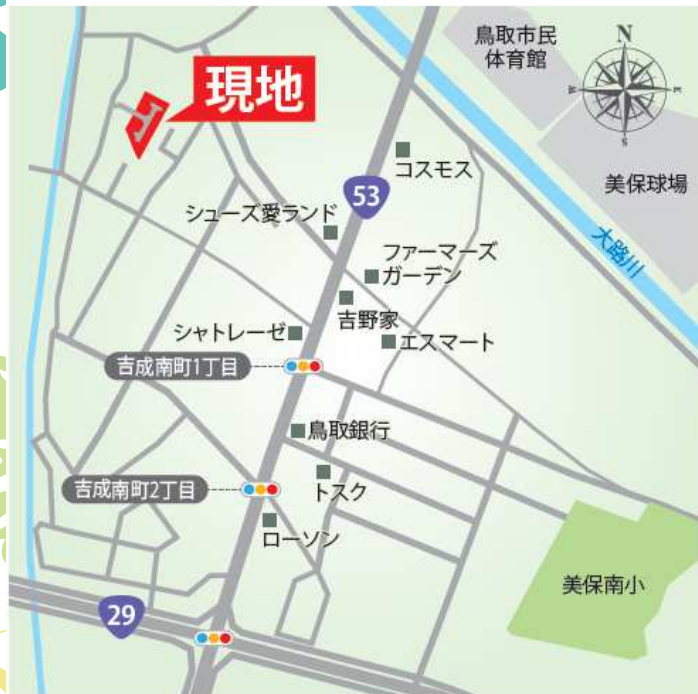 鳥取市民
体育館
N
W
E
S
現地
コスモス
美保球場
53
シューズ愛ランド
大路川
ファーマーズ
ガーデン
吉野家
シャトレーゼ
エスマート
吉成南町1丁目
鳥取銀行
吉成南町2丁目
トスク
ローソン
美保南小
29